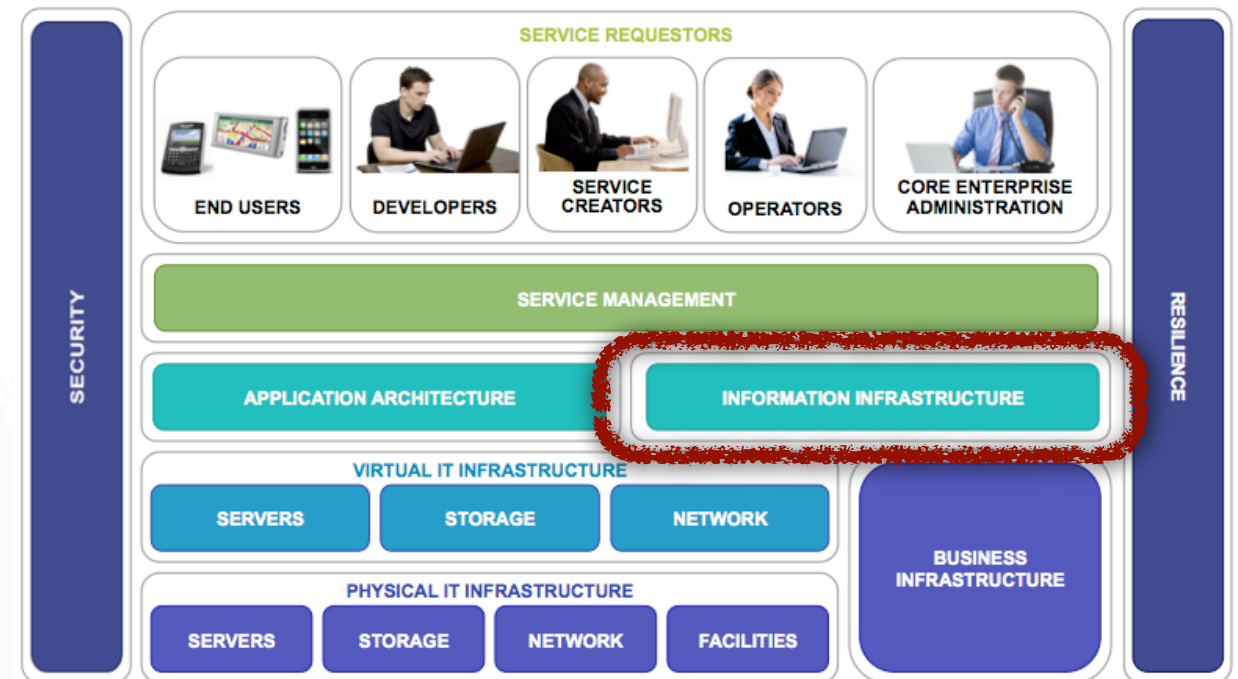 SERVICE REQUESTORS
END USERS
DEVELOPERS
SERVICE
CREATORS
OPERATORS
CORE ENTERPRISE
ADMINISTRATION
SECURITY
SERVICE MANAGEMENT
RESILIENCE
APPLICATION ARCHITECTURE
INFORMATION INFRASTRUCTURE
VIRTUAL IT INFRASTRUCTURE
SERVERS
STORAGE
NETWORK
BUSINESS
INFRASTRUCTURE
PHYSICAL IT INFRASTRUCTURE
SERVERS
STORAGE
NETWORK
FACILITIES